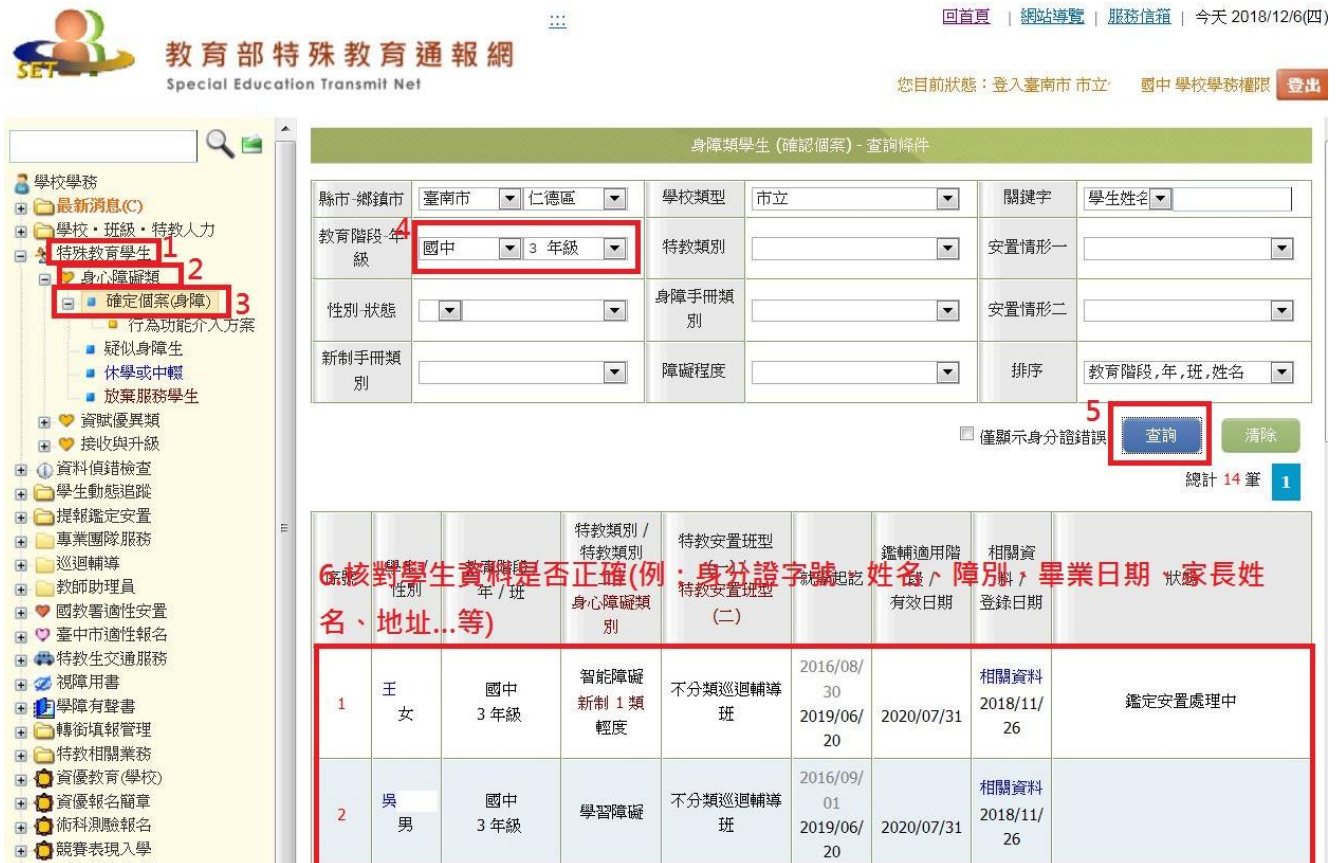 :::
回首頁 | 網站導覽 | 服務信箱 | 今天 2018/12/6(四)
SET
教育部特殊教育通報網
Special Education Transmit Net
您目前狀態：登入臺南市 市立 國中 學校學務權限 登出
學校學務
最新消息(C)
學校・班級・特教人力
特殊教育學生 1
身心障礙類 2
確定個案(身障) 3
行為功能介入方案
疑似身障生
休學或中輟
放棄服務學生
資賦優異類
接收與升級
資料偵錯檢查
學生動態追蹤
提報鑑定安置
專業團隊服務
巡迴輔導
教師助理員
國教署適性安置
臺中市適性報名
特教生交通服務
視障用書
學障有聲書
轉銜填報管理
特教相關業務
資優教育(學校)
資優報名簡章
術科測驗報名
競賽表現入學
身障類學生 (確認個案) - 查詢條件
縣市-鄉鎮市 臺南市 仁德區 學校類型 市立 關鍵字 學生姓名
4
教育階段-年級 國中 3 年級 特教類別 安置情形一
性別-狀態 身障手冊類別 安置情形二
新制手冊類別 障礙程度 排序 教育階段,年,班,姓名
5
僅顯示身分證錯誤 查詢 清除
總計 14 筆 1
特教類別 /
特教類別
身心障礙類別
特教安置班型
特教安置班型
(二)
鑑輔適用階
有效日期
相關資
登錄日期
性別
年 / 班
狀態
6.核對學生資料是否正確(例：身分證字號、姓名、障別、畢業日期、家長姓
名、地址...等)
1 王 女 國中 3 年級 智能障礙 新制 1 類 輕度 不分類巡迴輔導班 2016/08/30 2019/06/20 2020/07/31 相關資料 2018/11/26 鑑定安置處理中
2 吳 男 國中 3 年級 學習障礙 不分類巡迴輔導班 2016/09/01 2019/06/20 2020/07/31 相關資料 2018/11/26